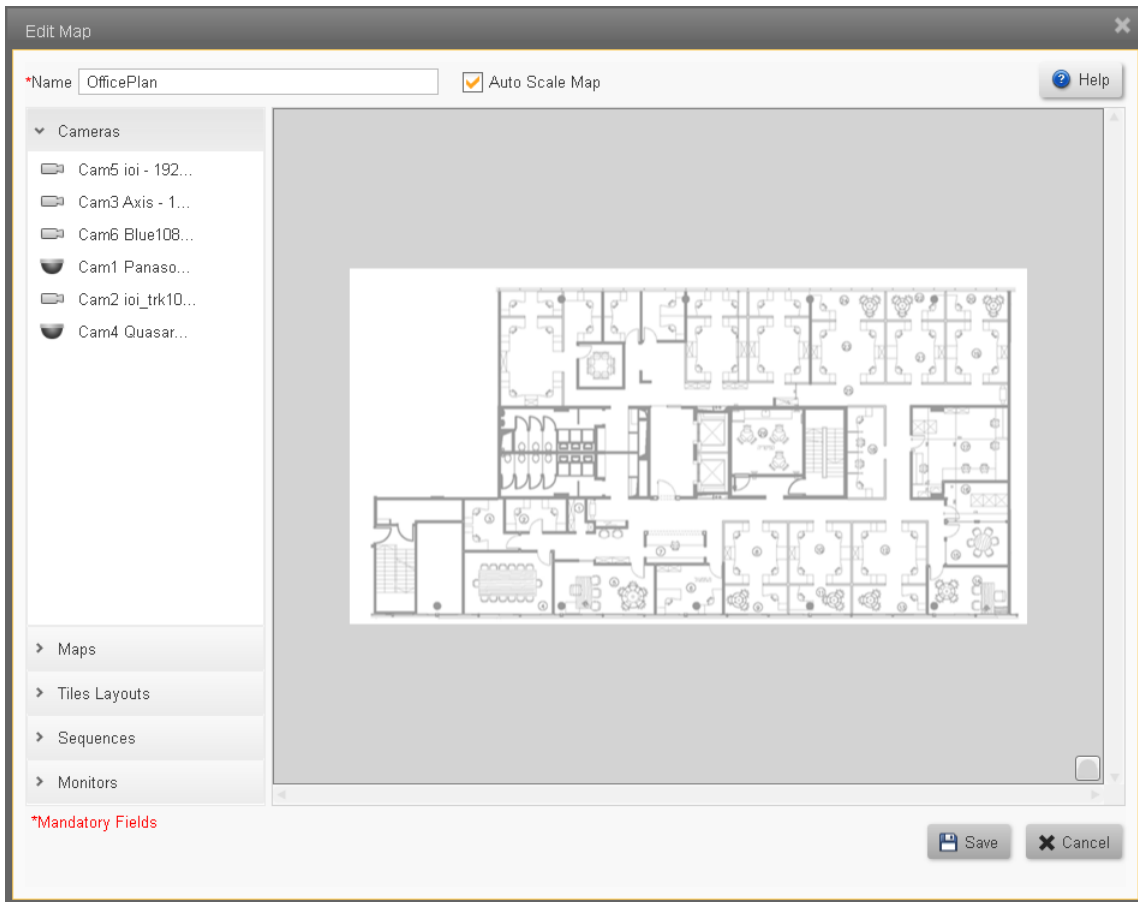 Edit Map
*Name OfficePlan Auto Scale Map Help
Cameras
Cam5 ioi - 192...
Cam3 Axis - 1...
Cam6 Blue108...
Cam1 Panaso...
Cam2 ioi_trk10...
Cam4 Quasar...
Maps
Tiles Layouts
Sequences
Monitors
*Mandatory Fields
Save Cancel